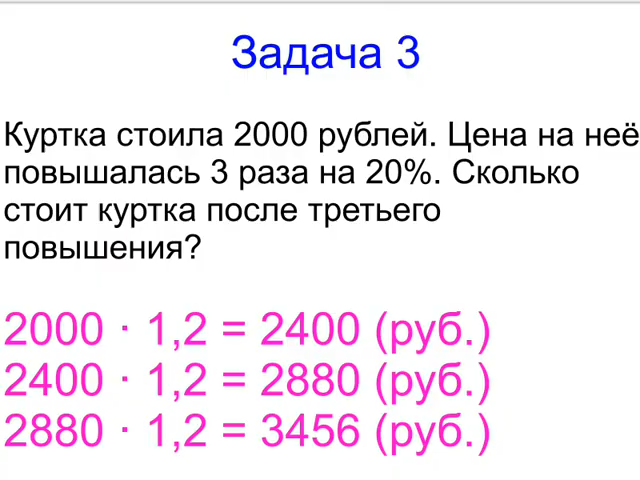 Задача 3
Куртка стоила 2000 рублей. Цена на неё
повышалась 3 раза на 20%. Сколько
стоит куртка после третьего
повышения?
2000 · 1,2 = 2400 (руб.)
2400 · 1,2 = 2880 (руб.)
2880 · 1,2 = 3456 (руб.)